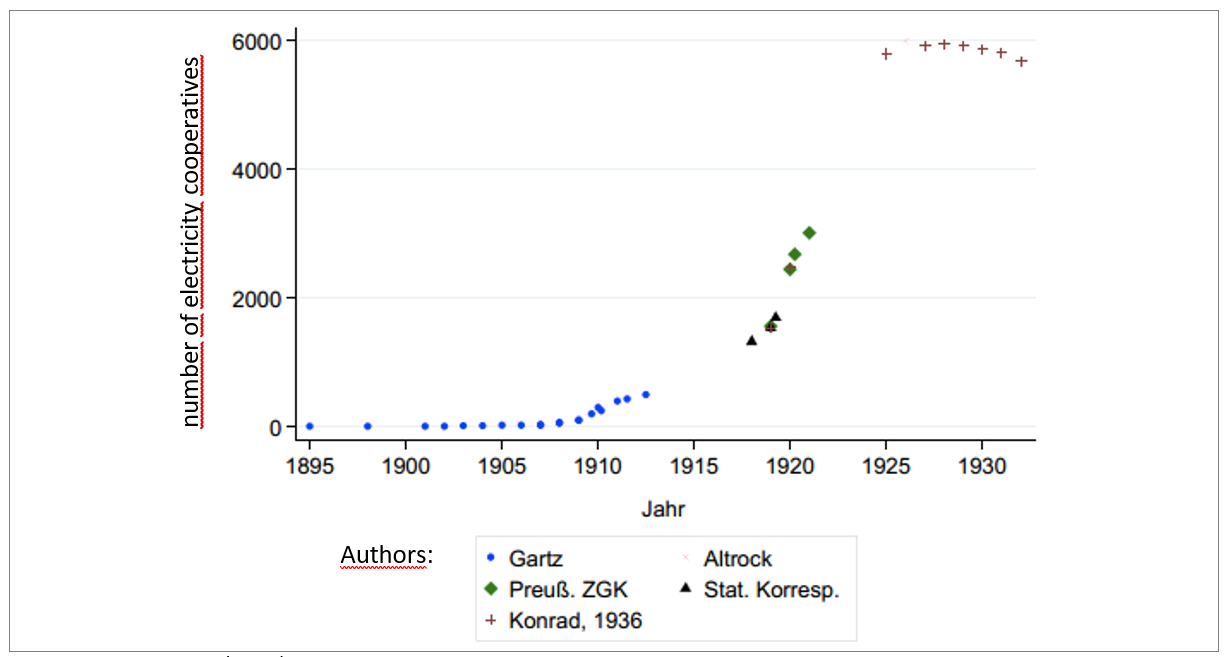 number of electricity cooperatives
6000
4000
2000
0
1895 1900 1905 1910 1915 1920 1925 1930
Jahr
Authors:
Gartz Altrock
Preuß. ZGK Stat. Korresp.
Konrad, 1936